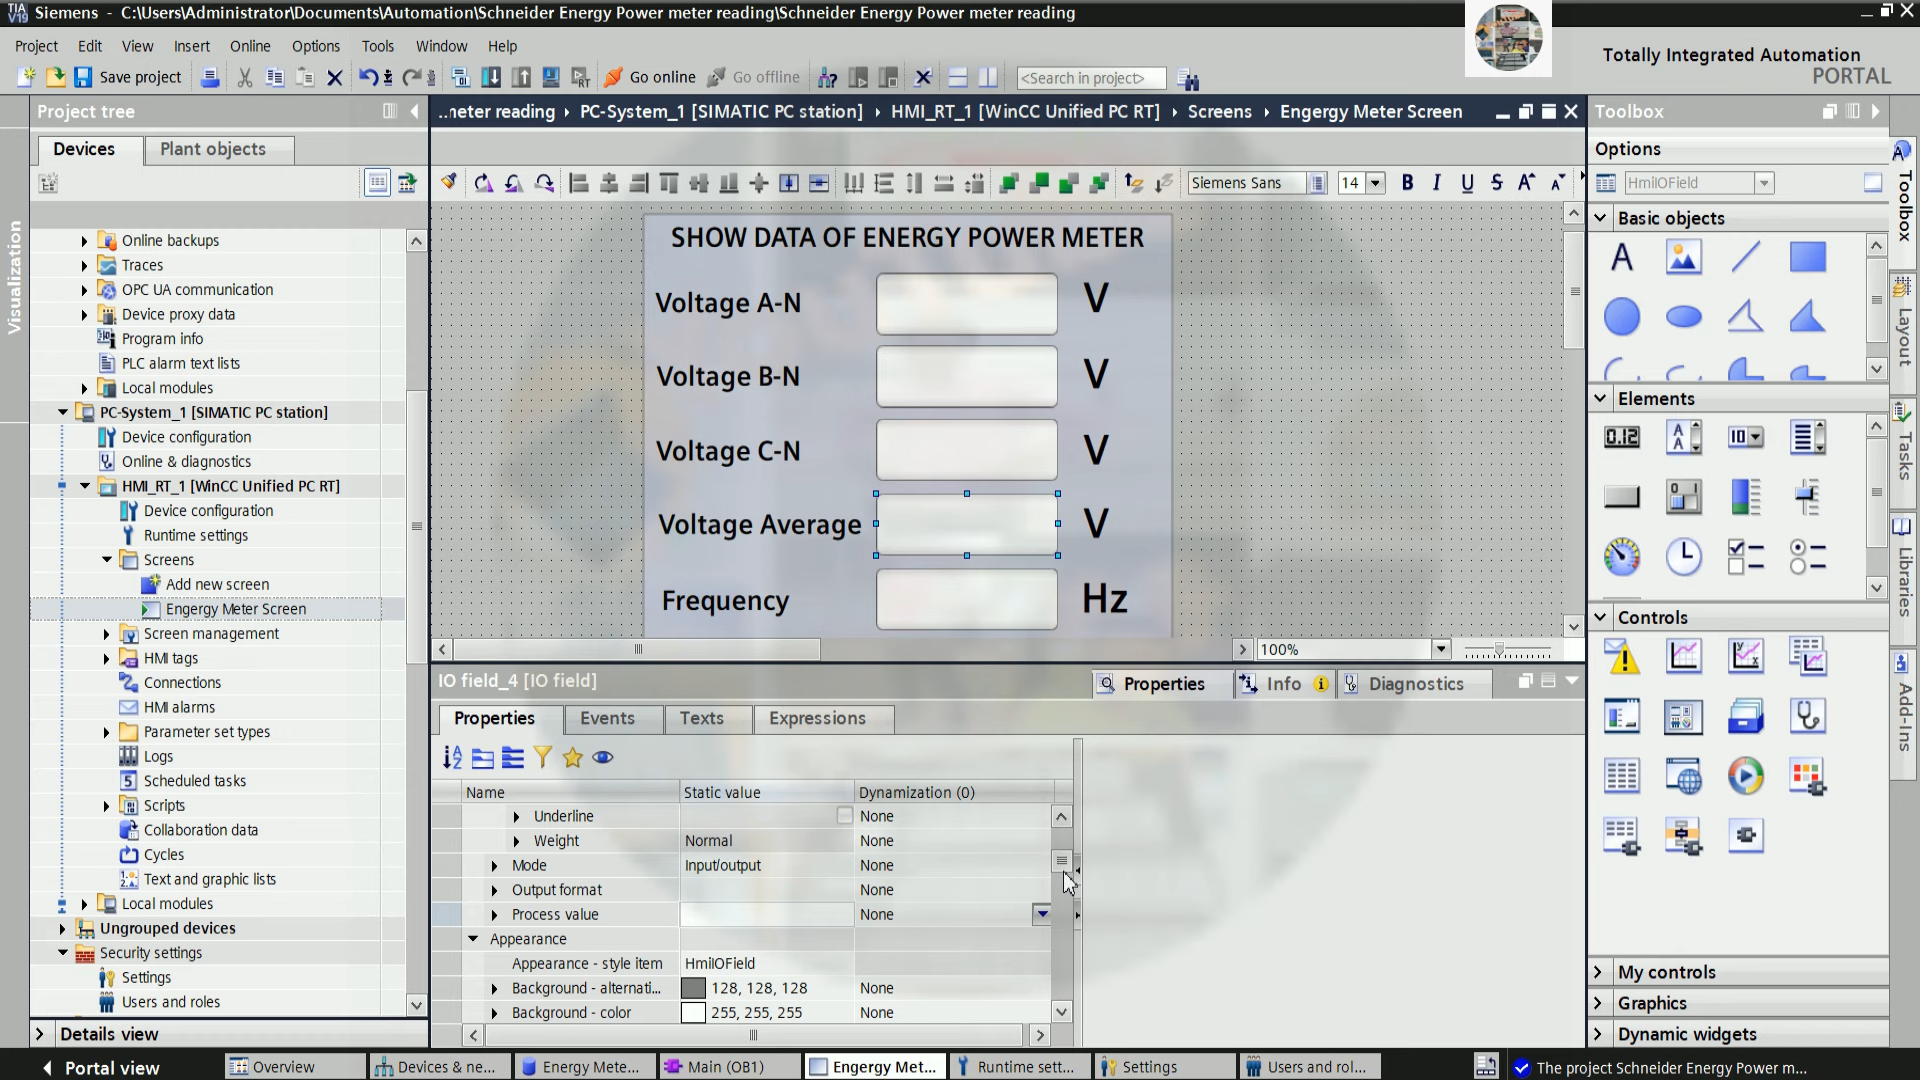 TIA V19 Siemens - C:\Users\Administrator\Documents\Automation\Schneider Energy Power meter reading\Schneider Energy Power meter reading
Project Edit View Insert Online Options Tools Window Help
Totally Integrated Automation
PORTAL
Save project Go online Go offline <Search in project>
Project tree
..meter reading › PC-System_1 [SIMATIC PC station] › HMI_RT_1 [WinCC Unified PC RT] › Screens › Engergy Meter Screen
Toolbox
Devices Plant objects
Options
Siemens Sans 14 B I U S A A
HmiIOField
Visualization
Online backups
Traces
OPC UA communication
Device proxy data
Program info
PLC alarm text lists
Local modules
PC-System_1 [SIMATIC PC station]
Device configuration
Online & diagnostics
HMI_RT_1 [WinCC Unified PC RT]
Device configuration
Runtime settings
Screens
Add new screen
Engergy Meter Screen
Screen management
HMI tags
Connections
HMI alarms
Parameter set types
Logs
Scheduled tasks
Scripts
Collaboration data
Cycles
Text and graphic lists
Local modules
Ungrouped devices
Security settings
Settings
Users and roles
Details view
SHOW DATA OF ENERGY POWER METER
Voltage A-N V
Voltage B-N V
Voltage C-N V
Voltage Average V
Frequency Hz
100%
IO field_4 [IO field]
Properties Info Diagnostics
Properties Events Texts Expressions
Name Static value Dynamization (0)
Underline None
Weight Normal None
Mode Input/output None
Output format None
Process value None
Appearance
Appearance - style item HmiIOField
Background - alternati... 128, 128, 128 None
Background - color 255, 255, 255 None
Basic objects
A
Elements
0.12
10
Controls
My controls
Graphics
Dynamic widgets
Toolbox
Layout
Tasks
Libraries
Add-Ins
Portal view Overview Devices & ne... Energy Mete... Main (OB1) Engergy Met... Runtime sett... Settings Users and rol... The project Schneider Energy Power m...